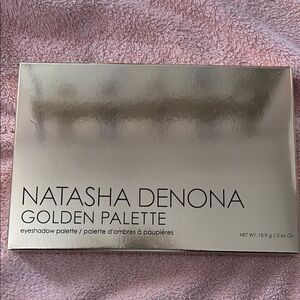 NATASHA DENONA
GOLDEN PALETTE
eyeshadow palette / palette d'ombres à paupières
NET WT. 18.9 g / 0.66 Oz